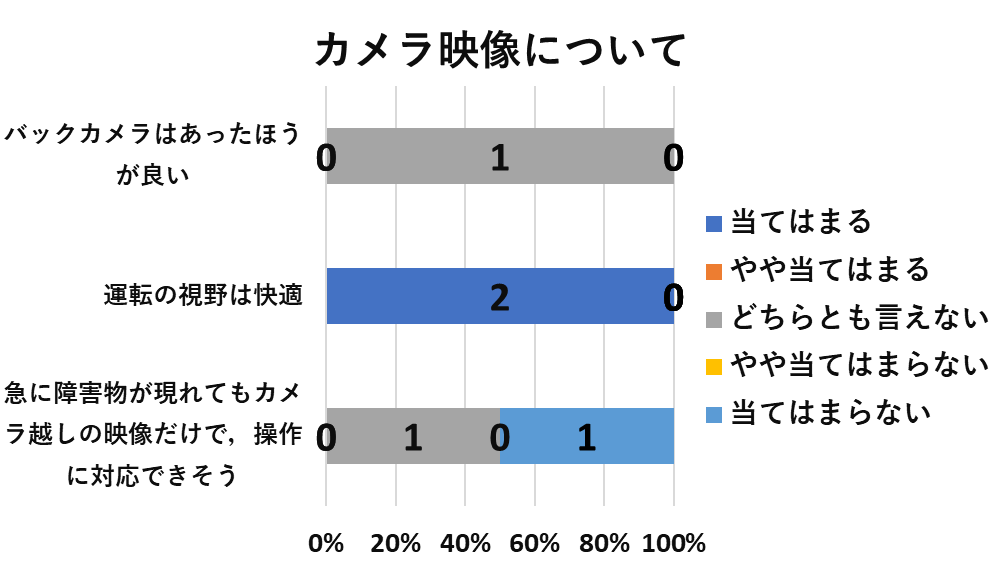 カメラ映像について
バックカメラはあったほう
が良い
0 1 0
運転の視野は快適
2 0
急に障害物が現れてもカメ
ラ越しの映像だけで，操作
に対応できそう
0 1 0 1
0% 20% 40% 60% 80% 100%
当てはまる
やや当てはまる
どちらとも言えない
やや当てはまらない
当てはまらない